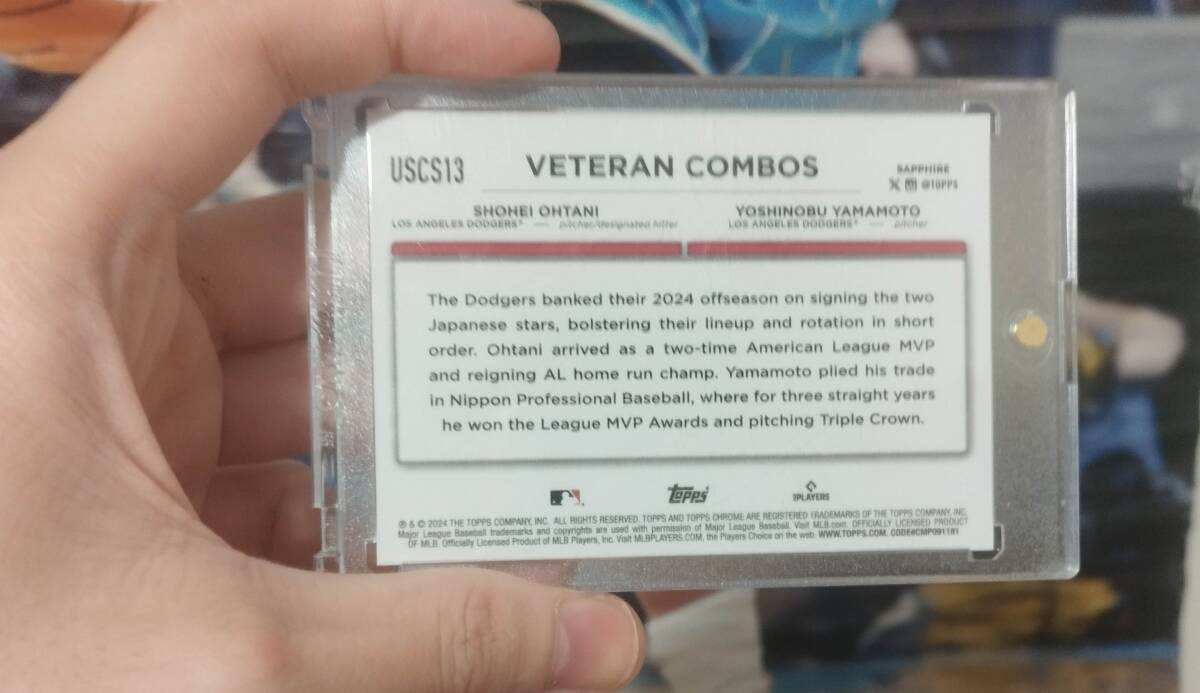 USCS13
VETERAN COMBOS
SAPPHIRE
@TOPPS
SHOHEI OHTANI
LOS ANGELES DODGERS® — pitcher/designated hitter
YOSHINOBU YAMAMOTO
LOS ANGELES DODGERS® — pitcher
The Dodgers banked their 2024 offseason on signing the two
Japanese stars, bolstering their lineup and rotation in short
order. Ohtani arrived as a two-time American League MVP
and reigning AL home run champ. Yamamoto plied his trade
in Nippon Professional Baseball, where for three straight years
he won the League MVP Awards and pitching Triple Crown.
Topps
PLAYERS
® & © 2024 THE TOPPS COMPANY, INC. ALL RIGHTS RESERVED. TOPPS AND TOPPS CHROME ARE REGISTERED TRADEMARKS OF THE TOPPS COMPANY, INC.
Major League Baseball trademarks and copyrights are used with permission of Major League Baseball. Visit MLB.com. OFFICIALLY LICENSED PRODUCT
OF MLB. Officially Licensed Product of MLB Players, Inc. Visit MLBPLAYERS.COM, the Players Choice on the web. WWW.TOPPS.COM. CODE#CMP091181